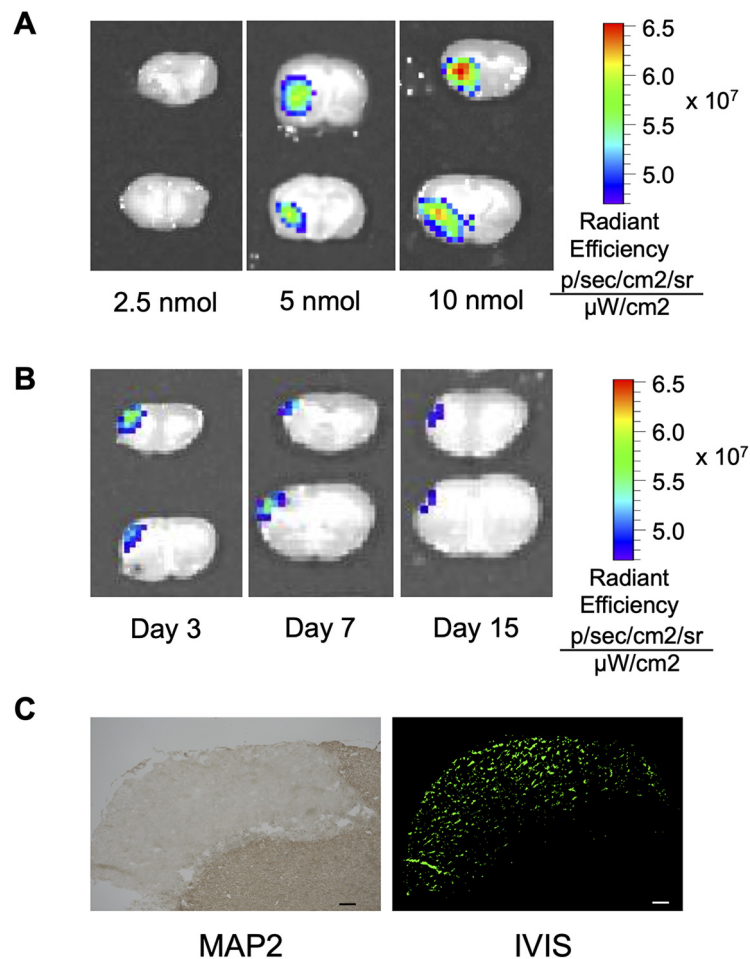 A
6.5
6.0
5.5
5.0
x 10⁷
Radiant
Efficiency
p/sec/cm2/sr
µW/cm2
2.5 nmol
5 nmol
10 nmol
B
6.5
6.0
5.5
5.0
x 10⁷
Radiant
Efficiency
p/sec/cm2/sr
µW/cm2
Day 3
Day 7
Day 15
C
MAP2
IVIS